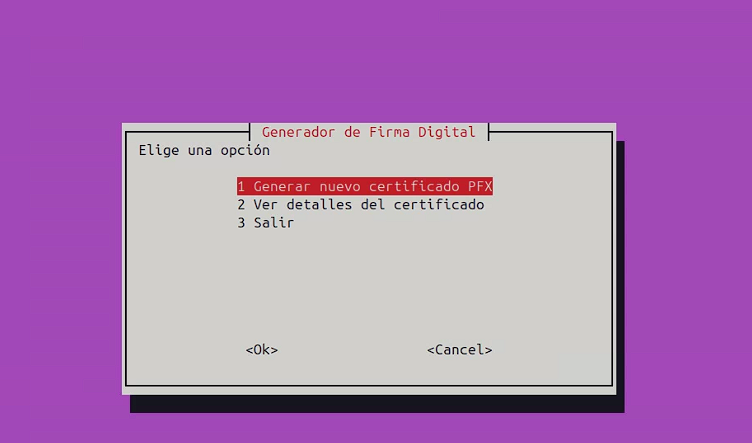 Generador de Firma Digital
Elige una opción
1 Generar nuevo certificado PFX
2 Ver detalles del certificado
3 Salir
<Ok> <Cancel>